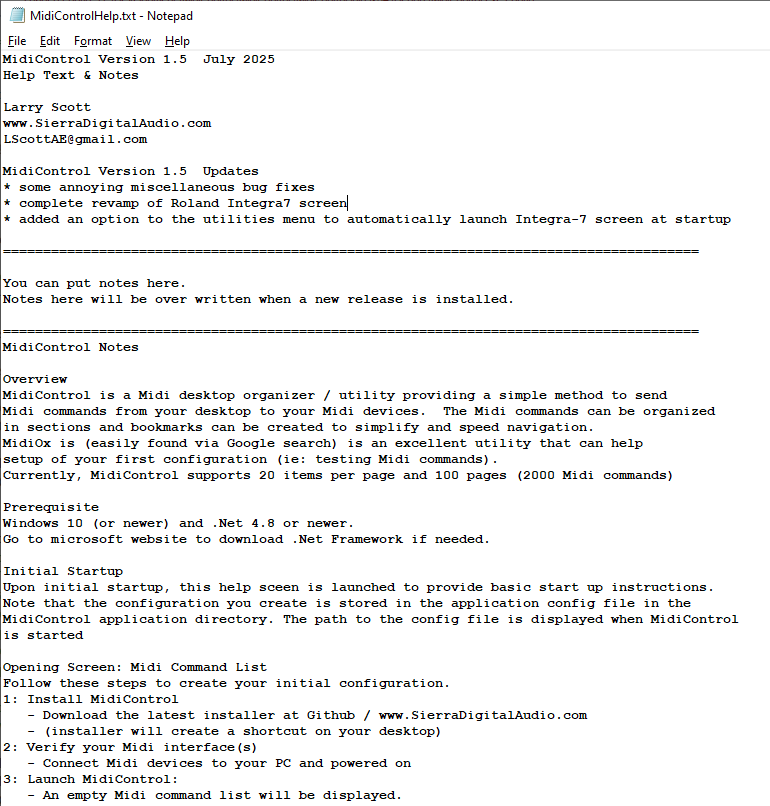 MidiControlHelp.txt - Notepad
File Edit Format View Help
MidiControl Version 1.5  July 2025
Help Text & Notes
Larry Scott
www.SierraDigitalAudio.com
LScottAE@gmail.com
MidiControl Version 1.5  Updates
* some annoying miscellaneous bug fixes
* complete revamp of Roland Integra7 screen
* added an option to the utilities menu to automatically launch Integra-7 screen at startup
=======================================================================================
You can put notes here.
Notes here will be over written when a new release is installed.
=======================================================================================
MidiControl Notes
Overview
MidiControl is a Midi desktop organizer / utility providing a simple method to send
Midi commands from your desktop to your Midi devices.  The Midi commands can be organized
in sections and bookmarks can be created to simplify and speed navigation.
MidiOx is (easily found via Google search) is an excellent utility that can help
setup of your first configuration (ie: testing Midi commands).
Currently, MidiControl supports 20 items per page and 100 pages (2000 Midi commands)
Prerequisite
Windows 10 (or newer) and .Net 4.8 or newer.
Go to microsoft website to download .Net Framework if needed.
Initial Startup
Upon initial startup, this help sceen is launched to provide basic start up instructions.
Note that the configuration you create is stored in the application config file in the
MidiControl application directory. The path to the config file is displayed when MidiControl
is started
Opening Screen: Midi Command List
Follow these steps to create your initial configuration.
1: Install MidiControl
   - Download the latest installer at Github / www.SierraDigitalAudio.com
   - (installer will create a shortcut on your desktop)
2: Verify your Midi interface(s)
   - Connect Midi devices to your PC and powered on
3: Launch MidiControl:
   - An empty Midi command list will be displayed.